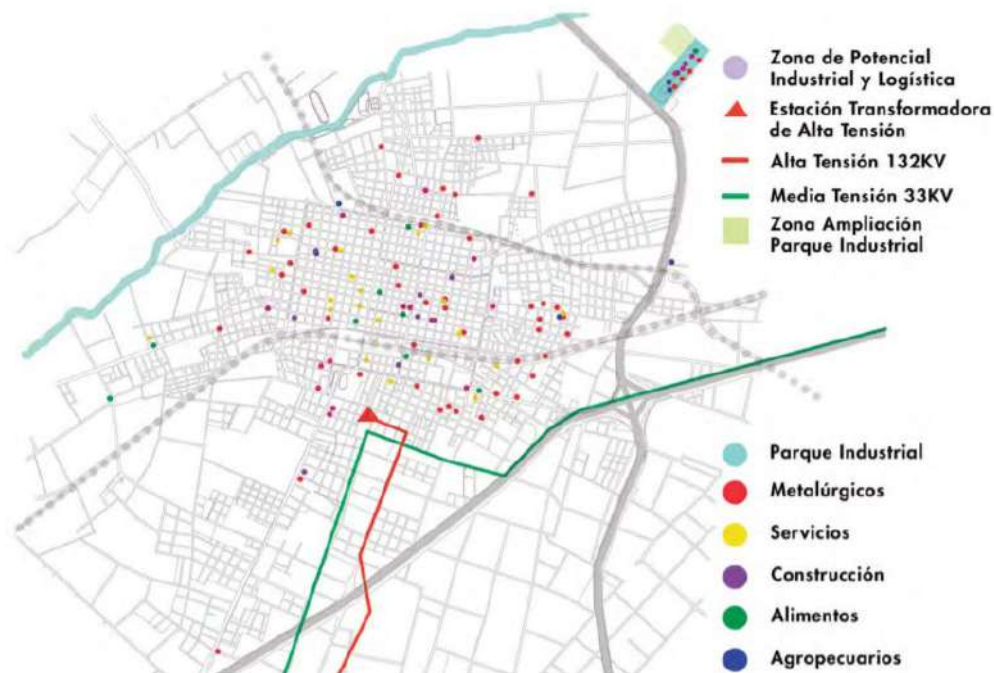 Zona de Potencial
Industrial y Logística
Estación Transformadora
de Alta Tensión
Alta Tensión 132KV
Media Tensión 33KV
Zona Ampliación
Parque Industrial
Parque Industrial
Metalúrgicos
Servicios
Construcción
Alimentos
Agropecuarios